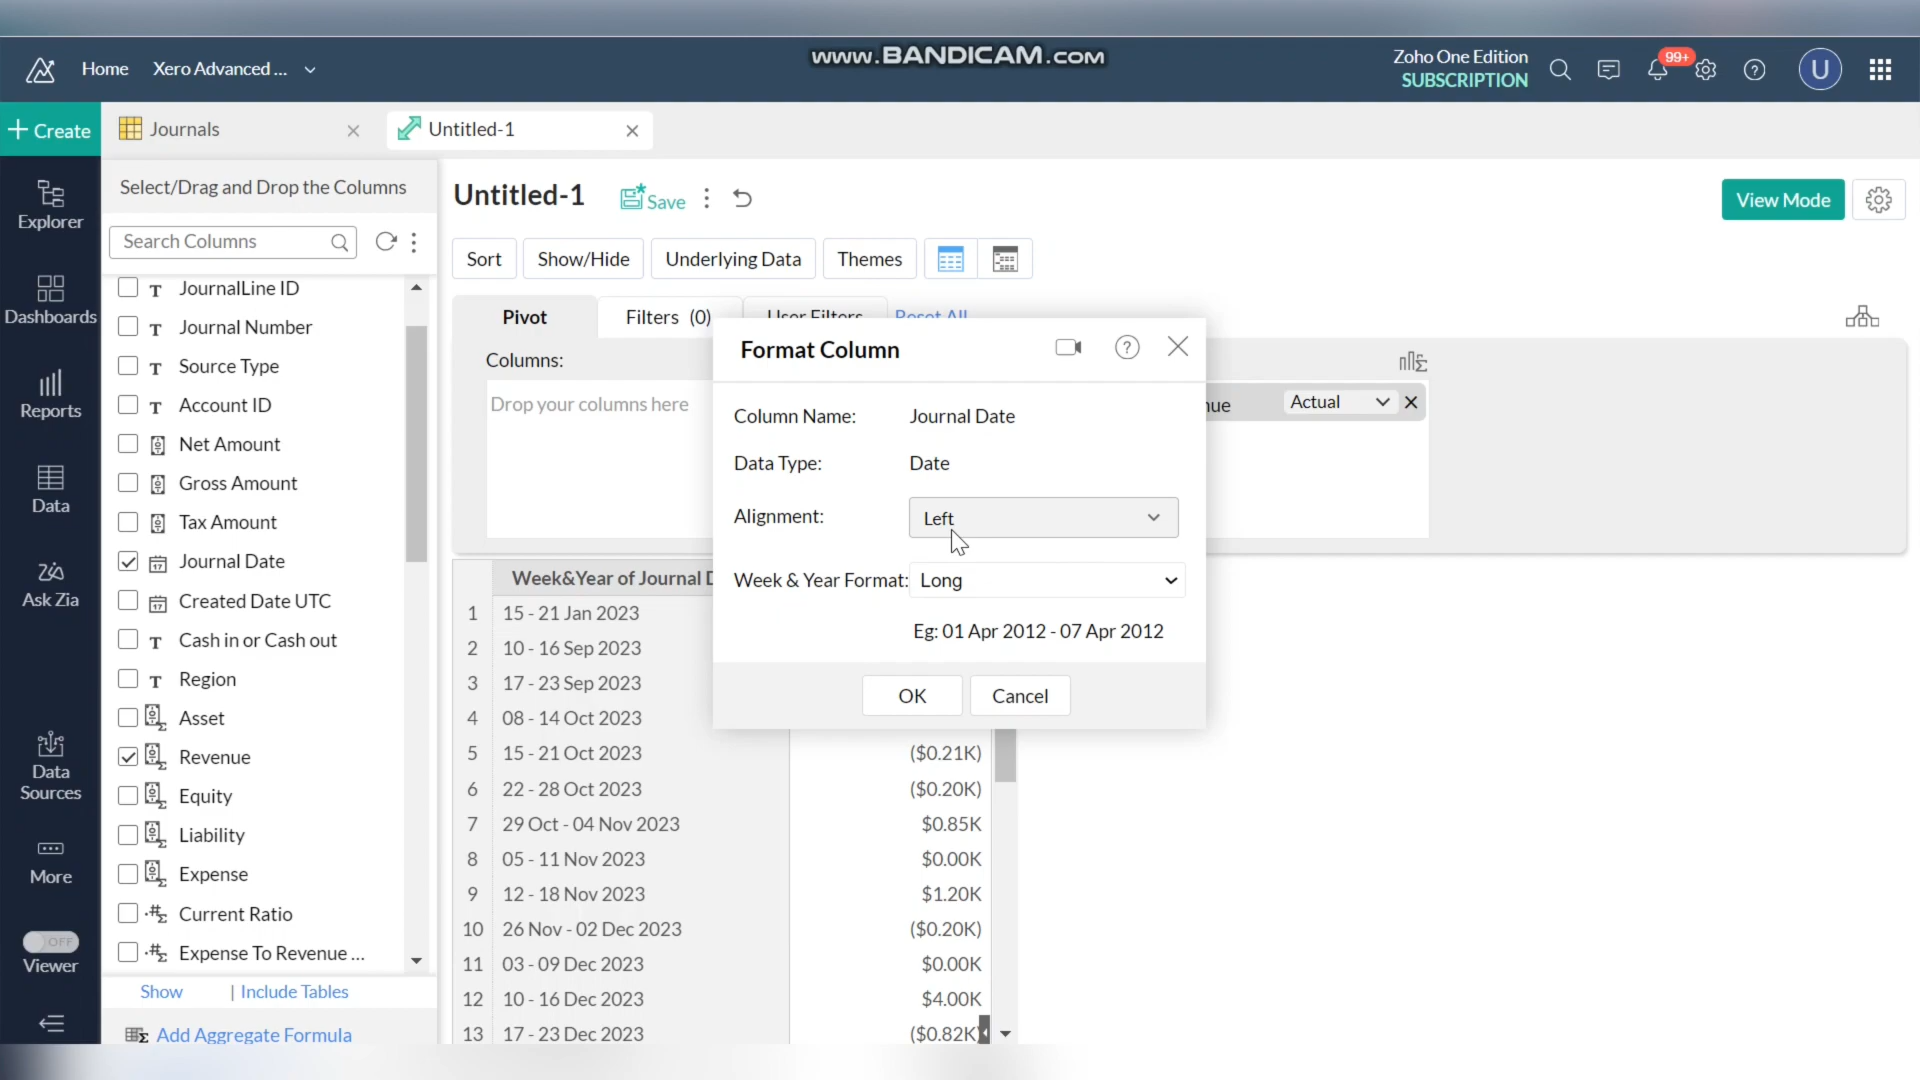 www.BANDICAM.com
Home
Xero Advanced ...
Zoho One Edition
SUBSCRIPTION
99+
U
Create
Journals
Untitled-1
Explorer
Dashboards
Reports
Data
Ask Zia
Data
Sources
More
OFF
Viewer
Select/Drag and Drop the Columns
Search Columns
T JournalLine ID
T Journal Number
T Source Type
T Account ID
Net Amount
Gross Amount
Tax Amount
17 Journal Date
17 Created Date UTC
T Cash in or Cash out
T Region
Asset
Revenue
Equity
Liability
Expense
Current Ratio
Expense To Revenue ...
Show | Include Tables
Add Aggregate Formula
Untitled-1
Save
View Mode
Sort
Show/Hide
Underlying Data
Themes
Pivot
Filters (0)
User Filters
Reset All
Columns:
Drop your columns here
nue
Actual
Format Column
Column Name: Journal Date
Data Type: Date
Alignment: Left
Week & Year Format: Long
Eg: 01 Apr 2012 - 07 Apr 2012
OK
Cancel
Week&Year of Journal D
1 15 - 21 Jan 2023
2 10 - 16 Sep 2023
3 17 - 23 Sep 2023
4 08 - 14 Oct 2023
5 15 - 21 Oct 2023 ($0.21K)
6 22 - 28 Oct 2023 ($0.20K)
7 29 Oct - 04 Nov 2023 $0.85K
8 05 - 11 Nov 2023 $0.00K
9 12 - 18 Nov 2023 $1.20K
10 26 Nov - 02 Dec 2023 ($0.20K)
11 03 - 09 Dec 2023 $0.00K
12 10 - 16 Dec 2023 $4.00K
13 17 - 23 Dec 2023 ($0.82K)